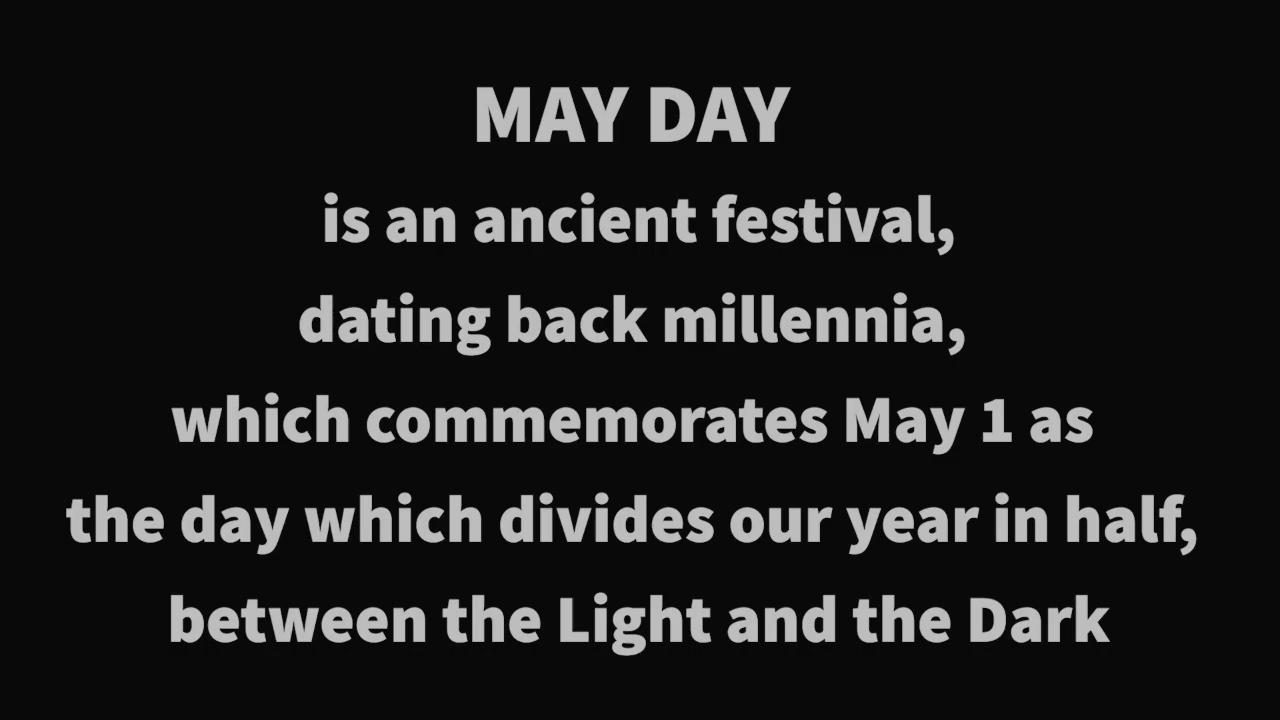 MAY DAY
is an ancient festival,
dating back millennia,
which commemorates May 1 as
the day which divides our year in half,
between the Light and the Dark